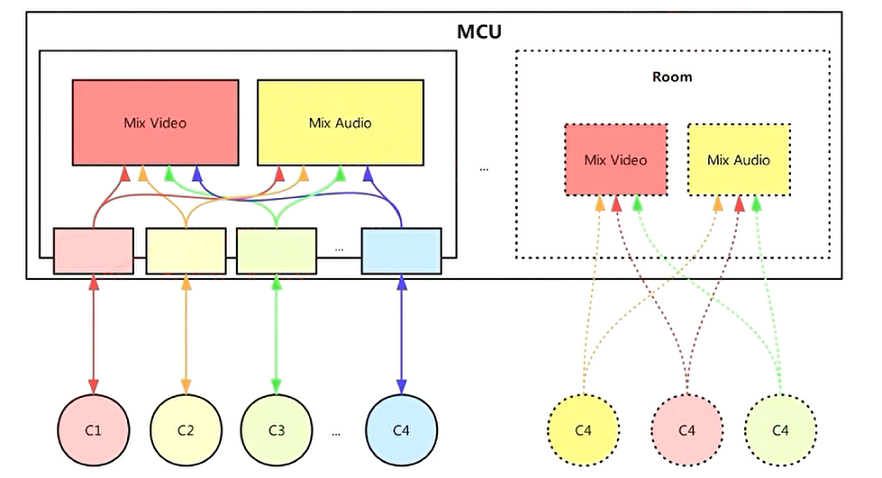 MCU
Mix Video
Mix Audio
...
C1
C2
C3
...
C4
...
Room
Mix Video
Mix Audio
C4
C4
C4